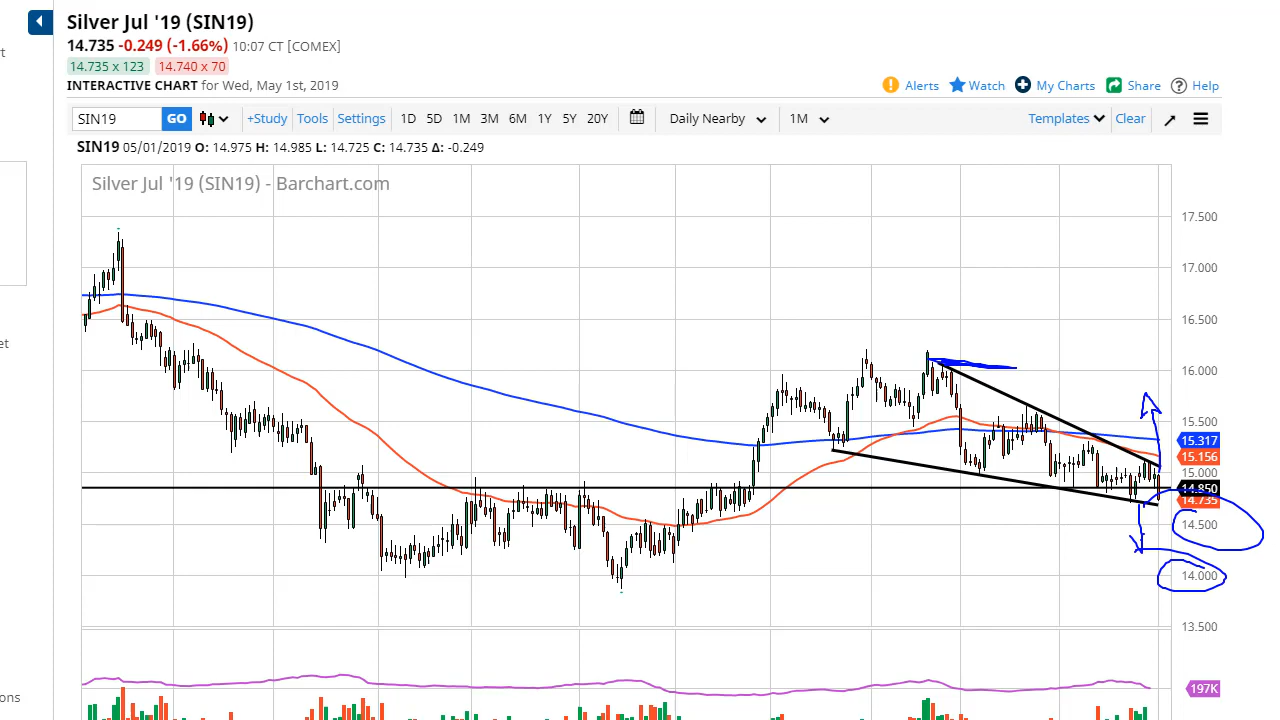 Silver Jul '19 (SIN19)
14.735 -0.249 (-1.66%) 10:07 CT [COMEX]
14.735 x 123 14.740 x 70
INTERACTIVE CHART for Wed, May 1st, 2019
Alerts Watch My Charts Share Help
SIN19 GO +Study Tools Settings 1D 5D 1M 3M 6M 1Y 5Y 20Y Daily Nearby 1M Templates Clear
SIN19 05/01/2019 O: 14.975 H: 14.985 L: 14.725 C: 14.735 Δ: -0.249
Silver Jul '19 (SIN19) - Barchart.com
17.500
17.000
16.500
16.000
15.500
15.317
15.156
15.000
14.850
14.735
14.500
14.000
13.500
197K
rt
et
ons